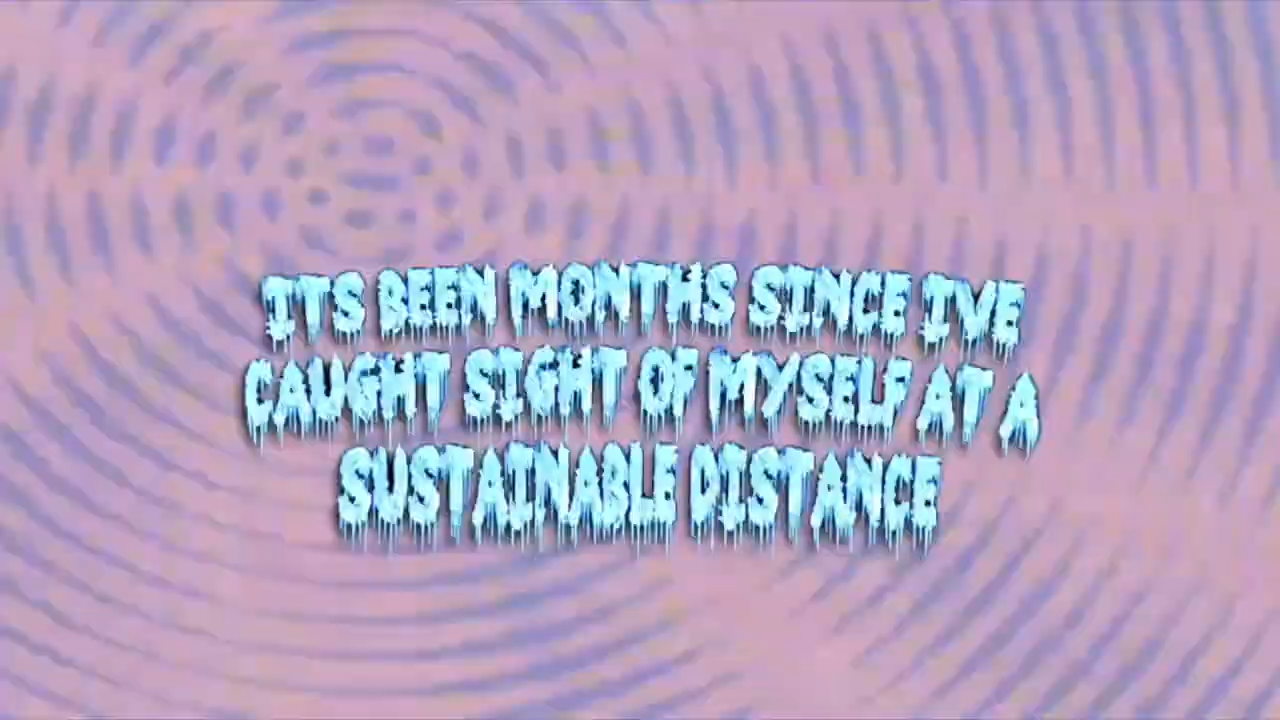 ITS BEEN MONTHS SINCE IVE
CAUGHT SIGHT OF MYSELF AT A
SUSTAINABLE DISTANCE